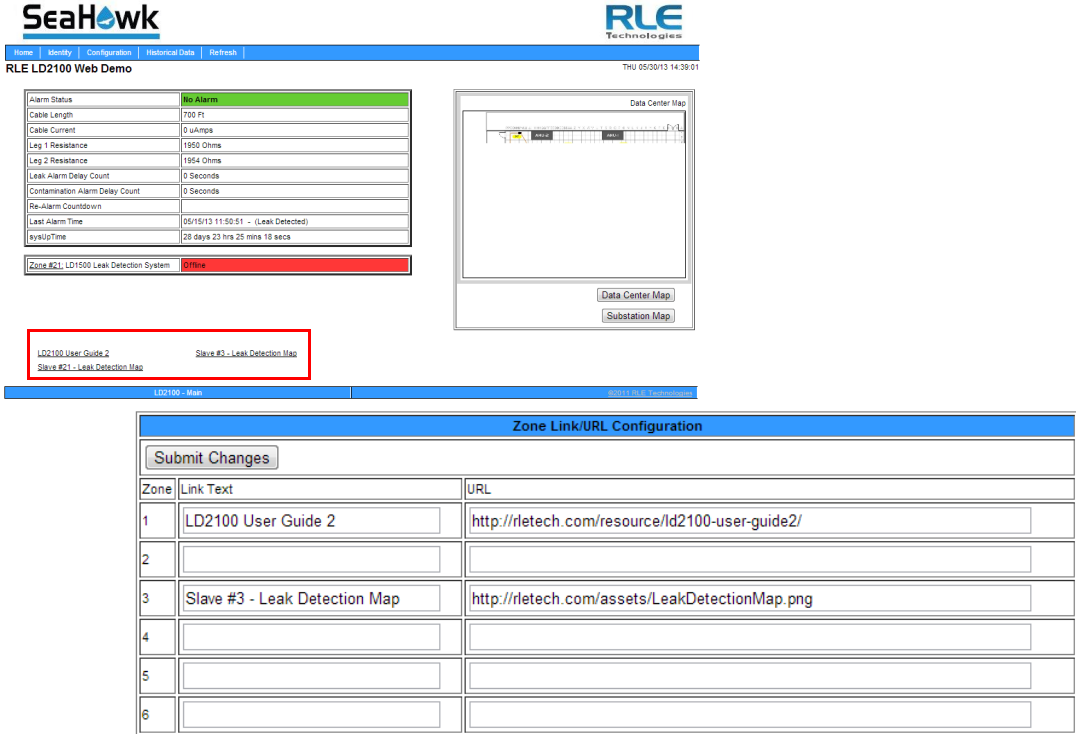 SeaHawk
RLE
Technologies
Home Identity Configuration Historical Data Refresh
RLE LD2100 Web Demo
THU 05/30/13 14:39:01
Alarm Status No Alarm
Cable Length 700 Ft
Cable Current 0 uAmps
Leg 1 Resistance 1950 Ohms
Leg 2 Resistance 1954 Ohms
Leak Alarm Delay Count 0 Seconds
Contamination Alarm Delay Count 0 Seconds
Re-Alarm Countdown
Last Alarm Time 05/15/13 11:50:51 - (Leak Detected)
sysUpTime 28 days 23 hrs 25 mins 18 secs
Zone #21: LD1500 Leak Detection System Offline
Data Center Map
Data Center Map
Substation Map
LD2100 User Guide 2 Slave #3 - Leak Detection Map
Slave #21 - Leak Detection Map
LD2100 - Main ©2011 RLE Technologies
Zone Link/URL Configuration
Submit Changes
Zone Link Text URL
1 LD2100 User Guide 2 http://rletech.com/resource/ld2100-user-guide2/
2
3 Slave #3 - Leak Detection Map http://rletech.com/assets/LeakDetectionMap.png
4
5
6